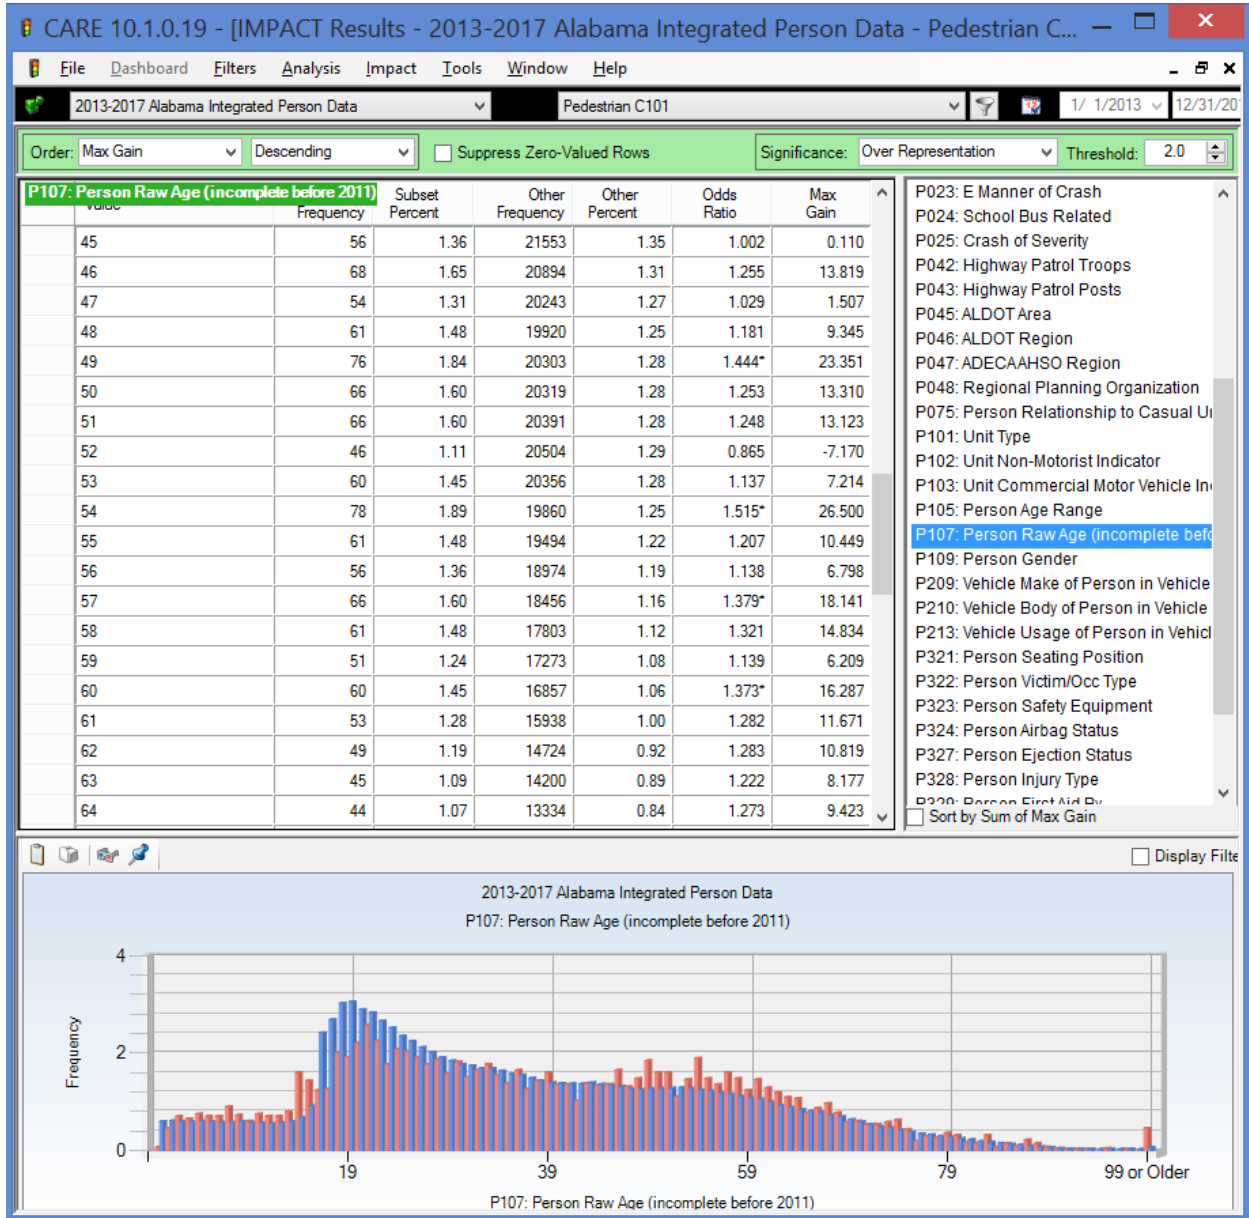 CARE 10.1.0.19 - [IMPACT Results - 2013-2017 Alabama Integrated Person Data - Pedestrian C...
File Dashboard Filters Analysis Impact Tools Window Help
2013-2017 Alabama Integrated Person Data Pedestrian C101 1/ 1/2013 12/31/20
Order: Max Gain Descending Suppress Zero-Valued Rows Significance: Over Representation Threshold: 2.0
P107: Person Raw Age (incomplete before 2011)
Frequency Subset Percent Other Frequency Other Percent Odds Ratio Max Gain
45 56 1.36 21553 1.35 1.002 0.110
46 68 1.65 20894 1.31 1.255 13.819
47 54 1.31 20243 1.27 1.029 1.507
48 61 1.48 19920 1.25 1.181 9.345
49 76 1.84 20303 1.28 1.444* 23.351
50 66 1.60 20319 1.28 1.253 13.310
51 66 1.60 20391 1.28 1.248 13.123
52 46 1.11 20504 1.29 0.865 -7.170
53 60 1.45 20356 1.28 1.137 7.214
54 78 1.89 19860 1.25 1.515* 26.500
55 61 1.48 19494 1.22 1.207 10.449
56 56 1.36 18974 1.19 1.138 6.798
57 66 1.60 18456 1.16 1.379* 18.141
58 61 1.48 17803 1.12 1.321 14.834
59 51 1.24 17273 1.08 1.139 6.209
60 60 1.45 16857 1.06 1.373* 16.287
61 53 1.28 15938 1.00 1.282 11.671
62 49 1.19 14724 0.92 1.283 10.819
63 45 1.09 14200 0.89 1.222 8.177
64 44 1.07 13334 0.84 1.273 9.423
P023: E Manner of Crash
P024: School Bus Related
P025: Crash of Severity
P042: Highway Patrol Troops
P043: Highway Patrol Posts
P045: ALDOT Area
P046: ALDOT Region
P047: ADECAAHSO Region
P048: Regional Planning Organization
P075: Person Relationship to Casual U
P101: Unit Type
P102: Unit Non-Motorist Indicator
P103: Unit Commercial Motor Vehicle In
P105: Person Age Range
P107: Person Raw Age (incomplete befo
P109: Person Gender
P209: Vehicle Make of Person in Vehicle
P210: Vehicle Body of Person in Vehicle
P213: Vehicle Usage of Person in Vehicl
P321: Person Seating Position
P322: Person Victim/Occ Type
P323: Person Safety Equipment
P324: Person Airbag Status
P327: Person Ejection Status
P328: Person Injury Type
P329: Person First Aid By
Sort by Sum of Max Gain
Display Filte
2013-2017 Alabama Integrated Person Data
P107: Person Raw Age (incomplete before 2011)
Frequency
4
2
0
19 39 59 79 99 or Older
P107: Person Raw Age (incomplete before 2011)